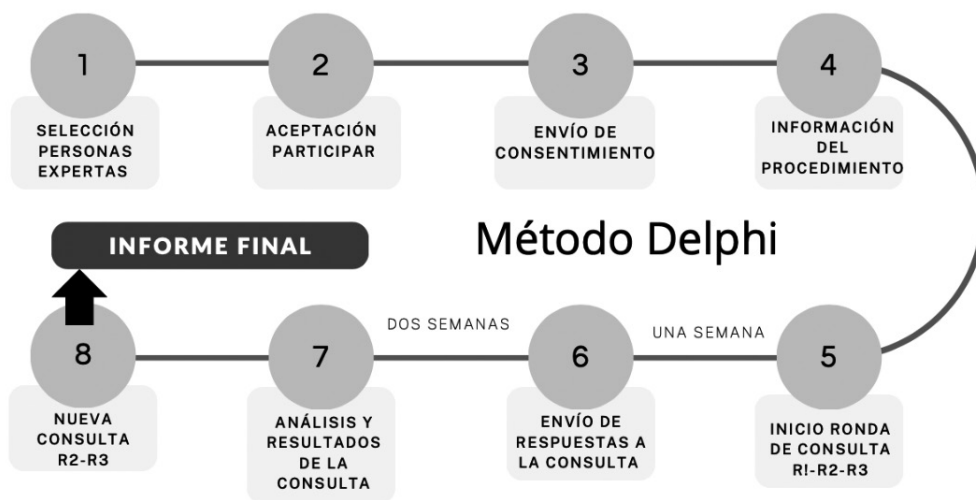 1
SELECCIÓN
PERSONAS
EXPERTAS
2
ACEPTACIÓN
PARTICIPAR
3
ENVÍO DE
CONSENTIMIENTO
4
INFORMACIÓN
DEL
PROCEDIMIENTO
INFORME FINAL
Método Delphi
8
NUEVA
CONSULTA
R2-R3
7
ANÁLISIS Y
RESULTADOS
DE LA
CONSULTA
DOS SEMANAS
6
ENVÍO DE
RESPUESTAS A
LA CONSULTA
UNA SEMANA
5
INICIO RONDA
DE CONSULTA
R!-R2-R3